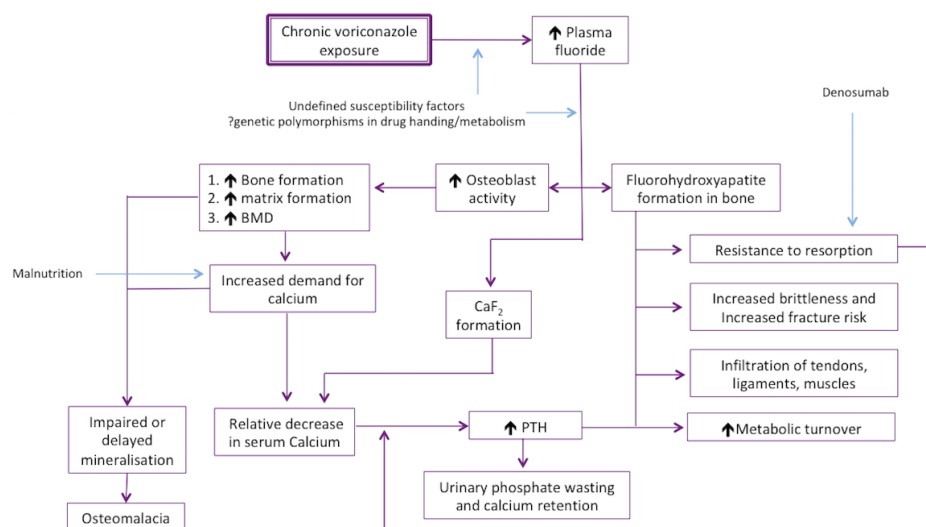 Chronic voriconazole
exposure
↑ Plasma
fluoride
Undefined susceptibility factors
?genetic polymorphisms in drug handing/metabolism
Denosumab
1. ↑ Bone formation
2. ↑ matrix formation
3. ↑ BMD
↑ Osteoblast
activity
Fluorohydroxyapatite
formation in bone
Resistance to resorption
Malnutrition
Increased demand for
calcium
CaF₂
formation
Increased brittleness and
Increased fracture risk
Infiltration of tendons,
ligaments, muscles
Impaired or
delayed
mineralisation
Relative decrease
in serum Calcium
↑ PTH
↑Metabolic turnover
Urinary phosphate wasting
and calcium retention
Osteomalacia